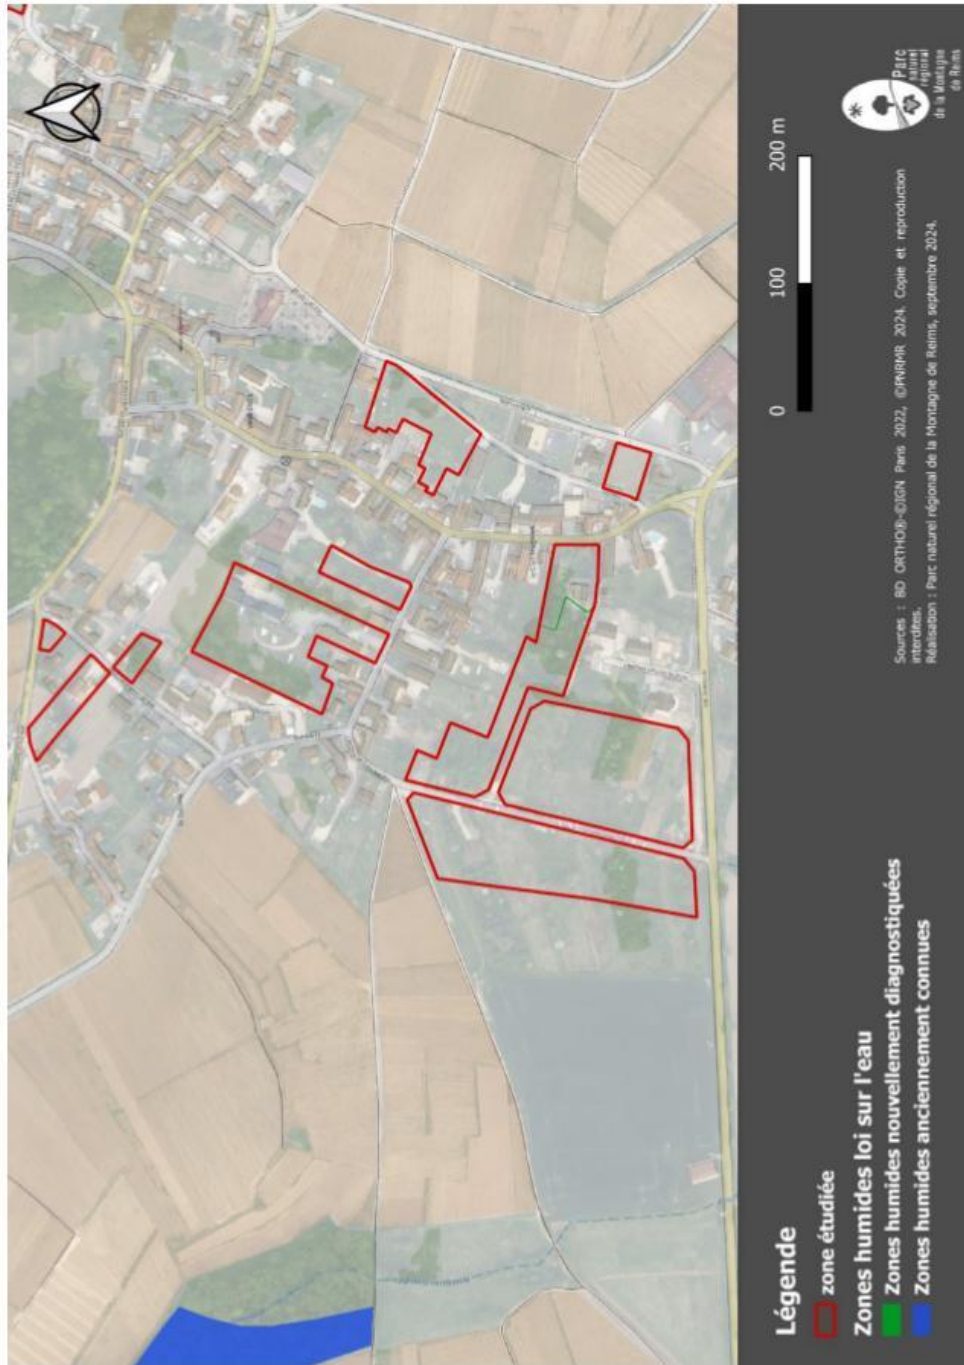 Légende
zone étudiée
Zones humides loi sur l'eau
Zones humides nouvellement diagnostiquées
Zones humides anciennement connues
0 100 200 m
Sources : BD ORTHO®-©IGN Paris 2022, ©PNRMR 2024. Copie et reproduction
interdites.
Réalisation : Parc naturel régional de la Montagne de Reims, septembre 2024.
Parc
naturel
régional
de la Montagne
de Reims